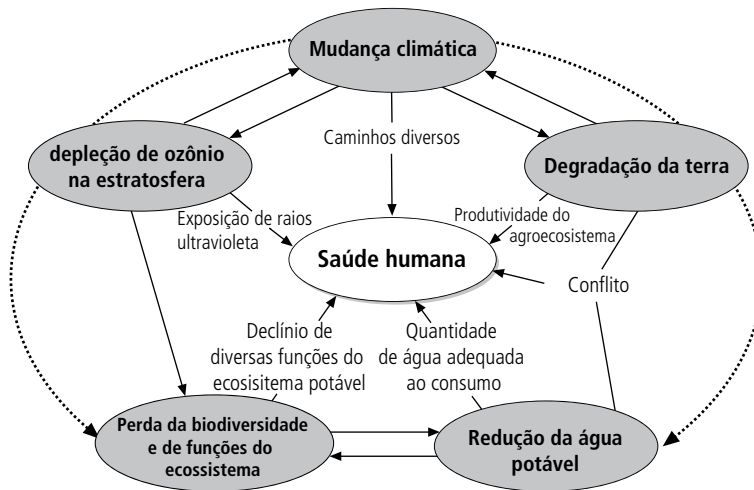 Mudança climática
Caminhos diversos
depleção de ozônio
na estratosfera
Degradação da terra
Exposição de raios
ultravioleta
Produtividade do
agroecosistema
Saúde humana
Conflito
Declínio de
diversas funções do
ecosisitema potável
Quantidade
de água adequada
ao consumo
Perda da biodiversidade
e de funções do
ecossistema
Redução da água
potável